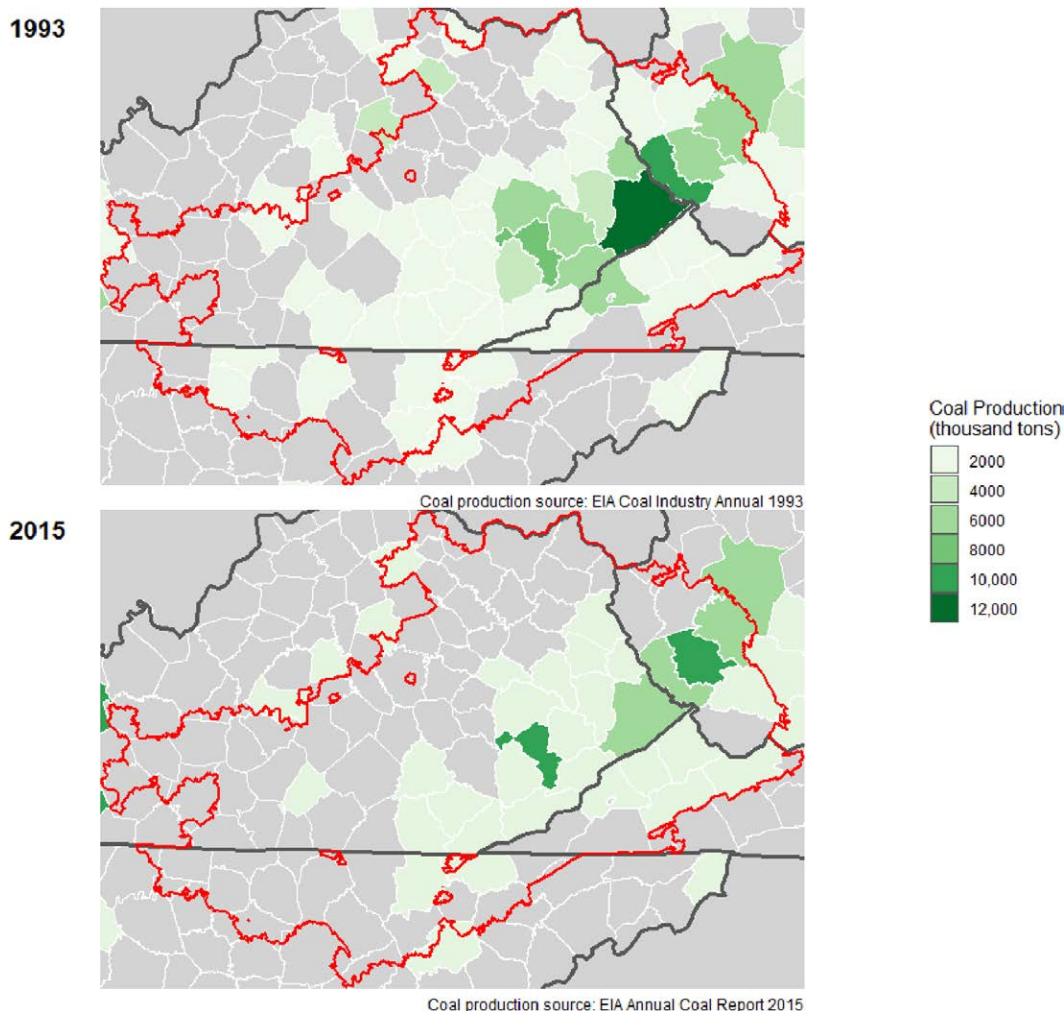 1993
Coal production source: EIA Coal Industry Annual 1993
2015
Coal Production
(thousand tons)
2000
4000
6000
8000
10,000
12,000
Coal production source: EIA Annual Coal Report 2015